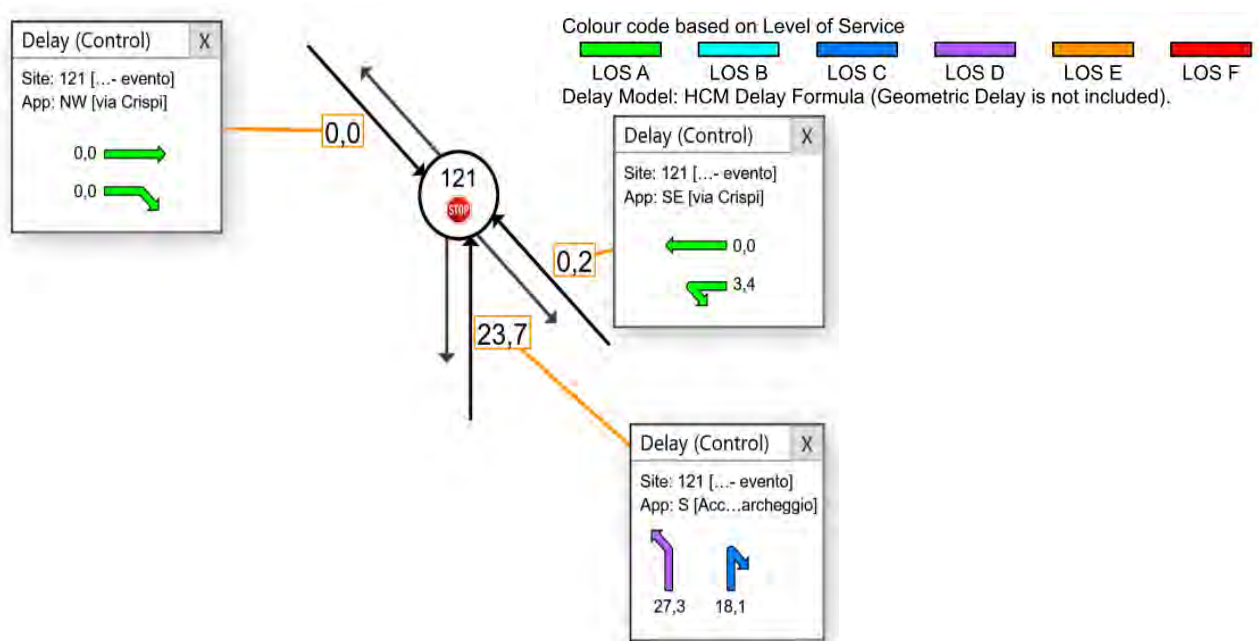 Colour code based on Level of Service
LOS A LOS B LOS C LOS D LOS E LOS F
Delay Model: HCM Delay Formula (Geometric Delay is not included).
Delay (Control) X
Site: 121 [...- evento]
App: NW [via Crispi]
0,0
0,0
0,0
121
STOP
Delay (Control) X
Site: 121 [...- evento]
App: SE [via Crispi]
0,0
3,4
0,2
23,7
Delay (Control) X
Site: 121 [...- evento]
App: S [Acc...archeggio]
27,3 18,1